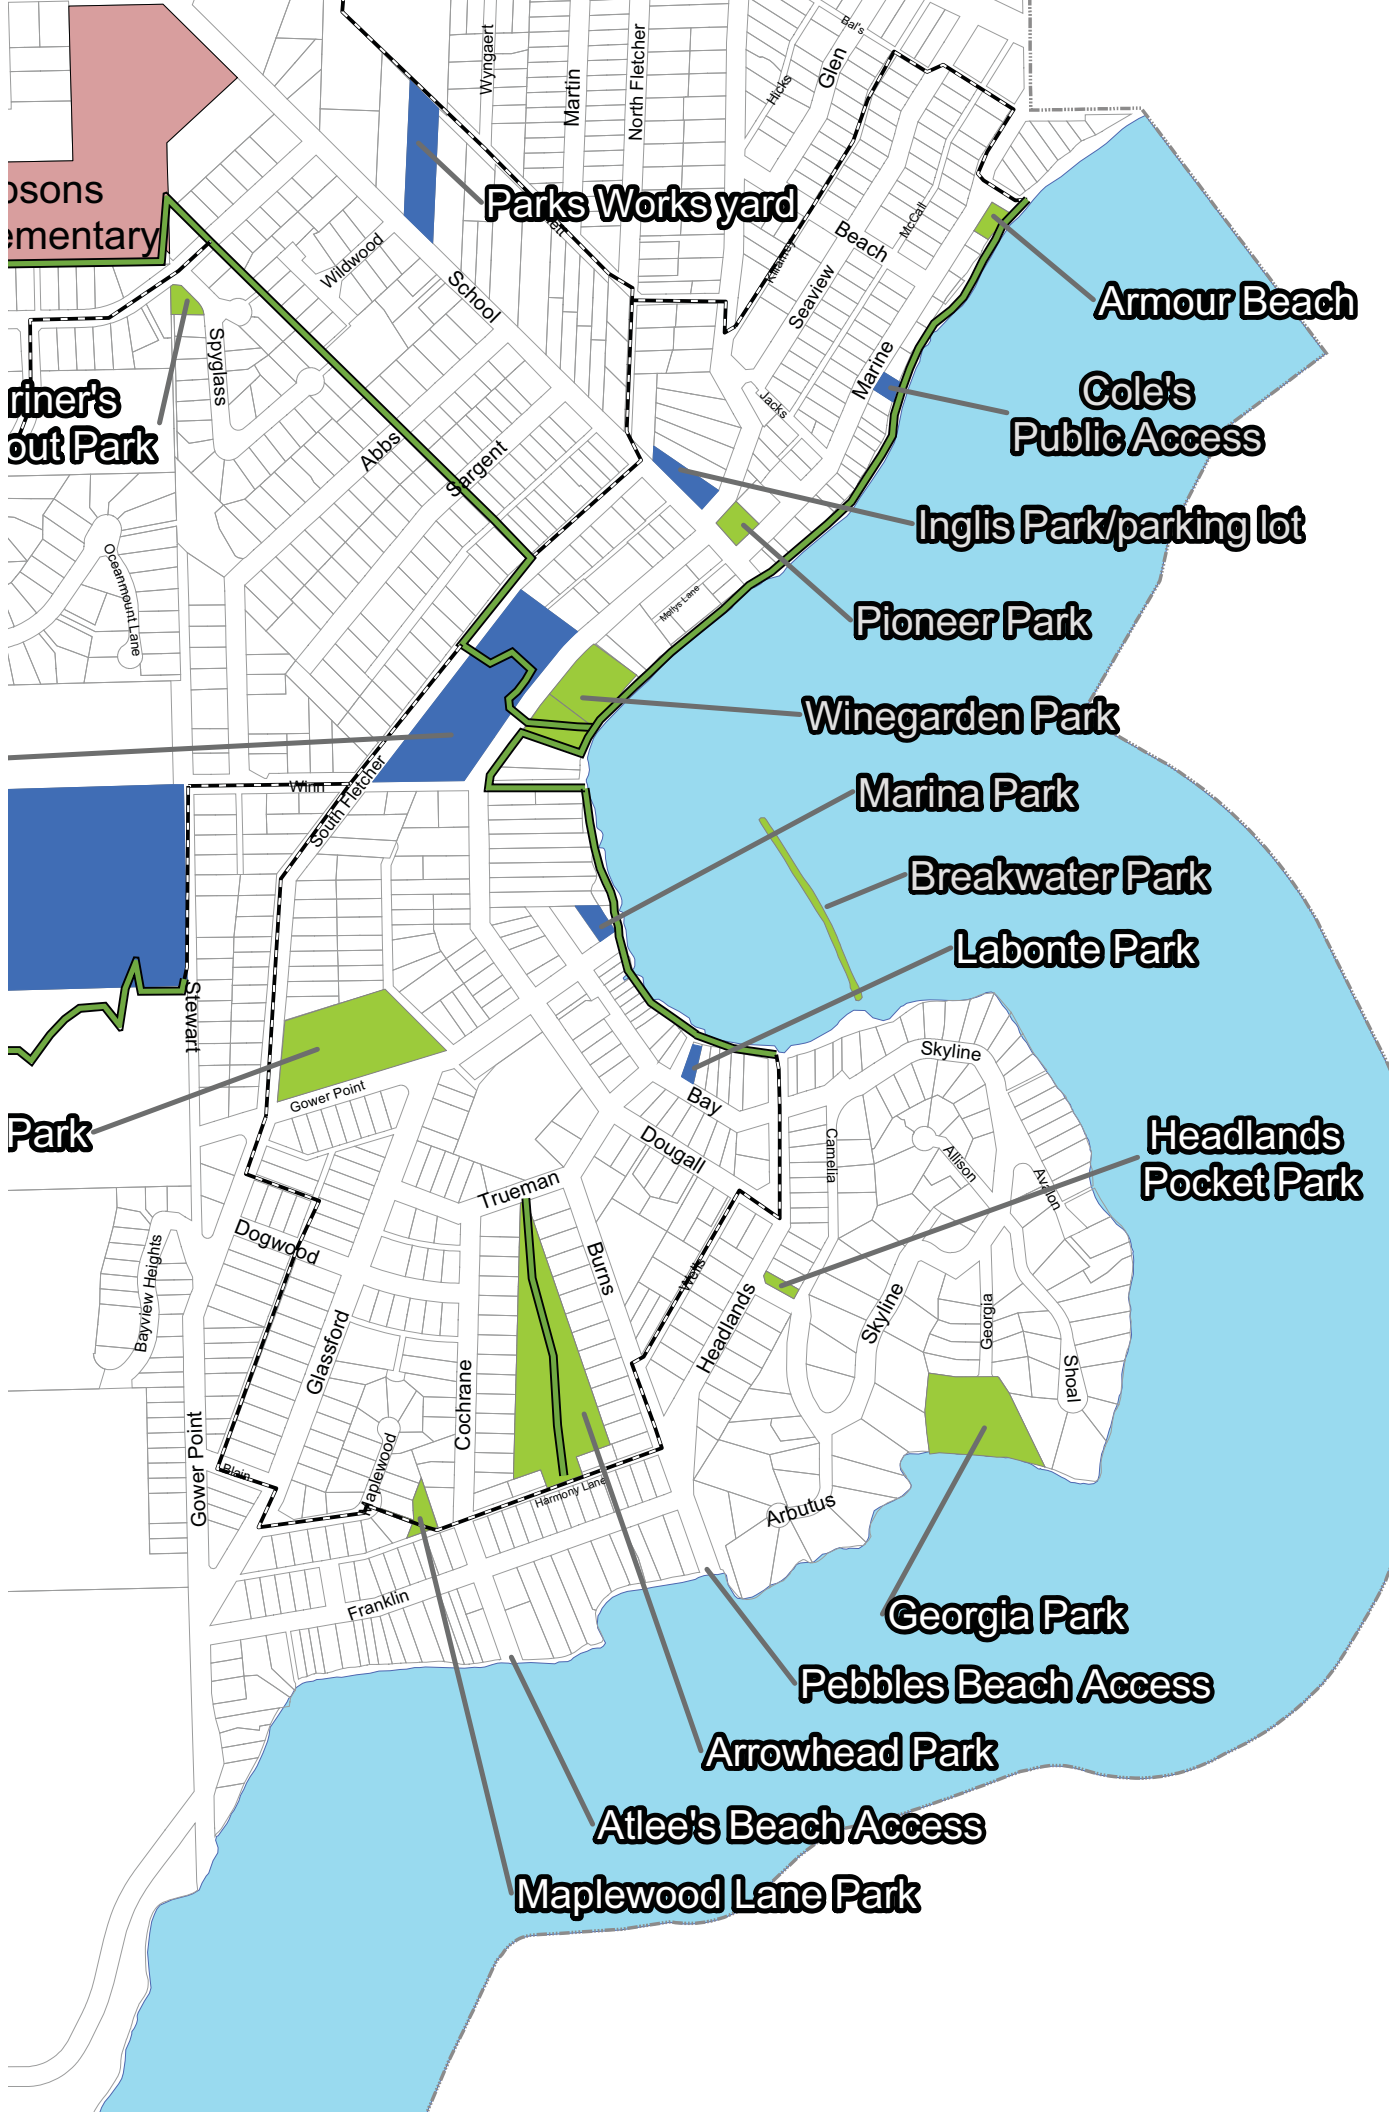 Bal's
Wyngaert
Martin
North Fletcher
Hicks
Glen
psons
ementary
Parks Works yard
Wildwood
School
McCall
Beach
Killarney
Seaview
Armour Beach
Spyglass
Marine
Cole's
Public Access
riner's
out Park
Jacks
Abbs
Sargent
Inglis Park/parking lot
Oceanmount Lane
Mollys Lane
Pioneer Park
Winegarden Park
Winn
South Fletcher
Marina Park
Breakwater Park
Labonte Park
Stewart
Skyline
Gower Point
Bay
Park
Dougall
Camelia
Allison
Avalon
Headlands
Pocket Park
Trueman
Dogwood
Bayview Heights
Burns
Wells
Headlands
Skyline
Georgia
Glassford
Cochrane
Shoal
Gower Point
Maplewood
Blain
Harmony Lane
Arbutus
Franklin
Georgia Park
Pebbles Beach Access
Arrowhead Park
Atlee's Beach Access
Maplewood Lane Park